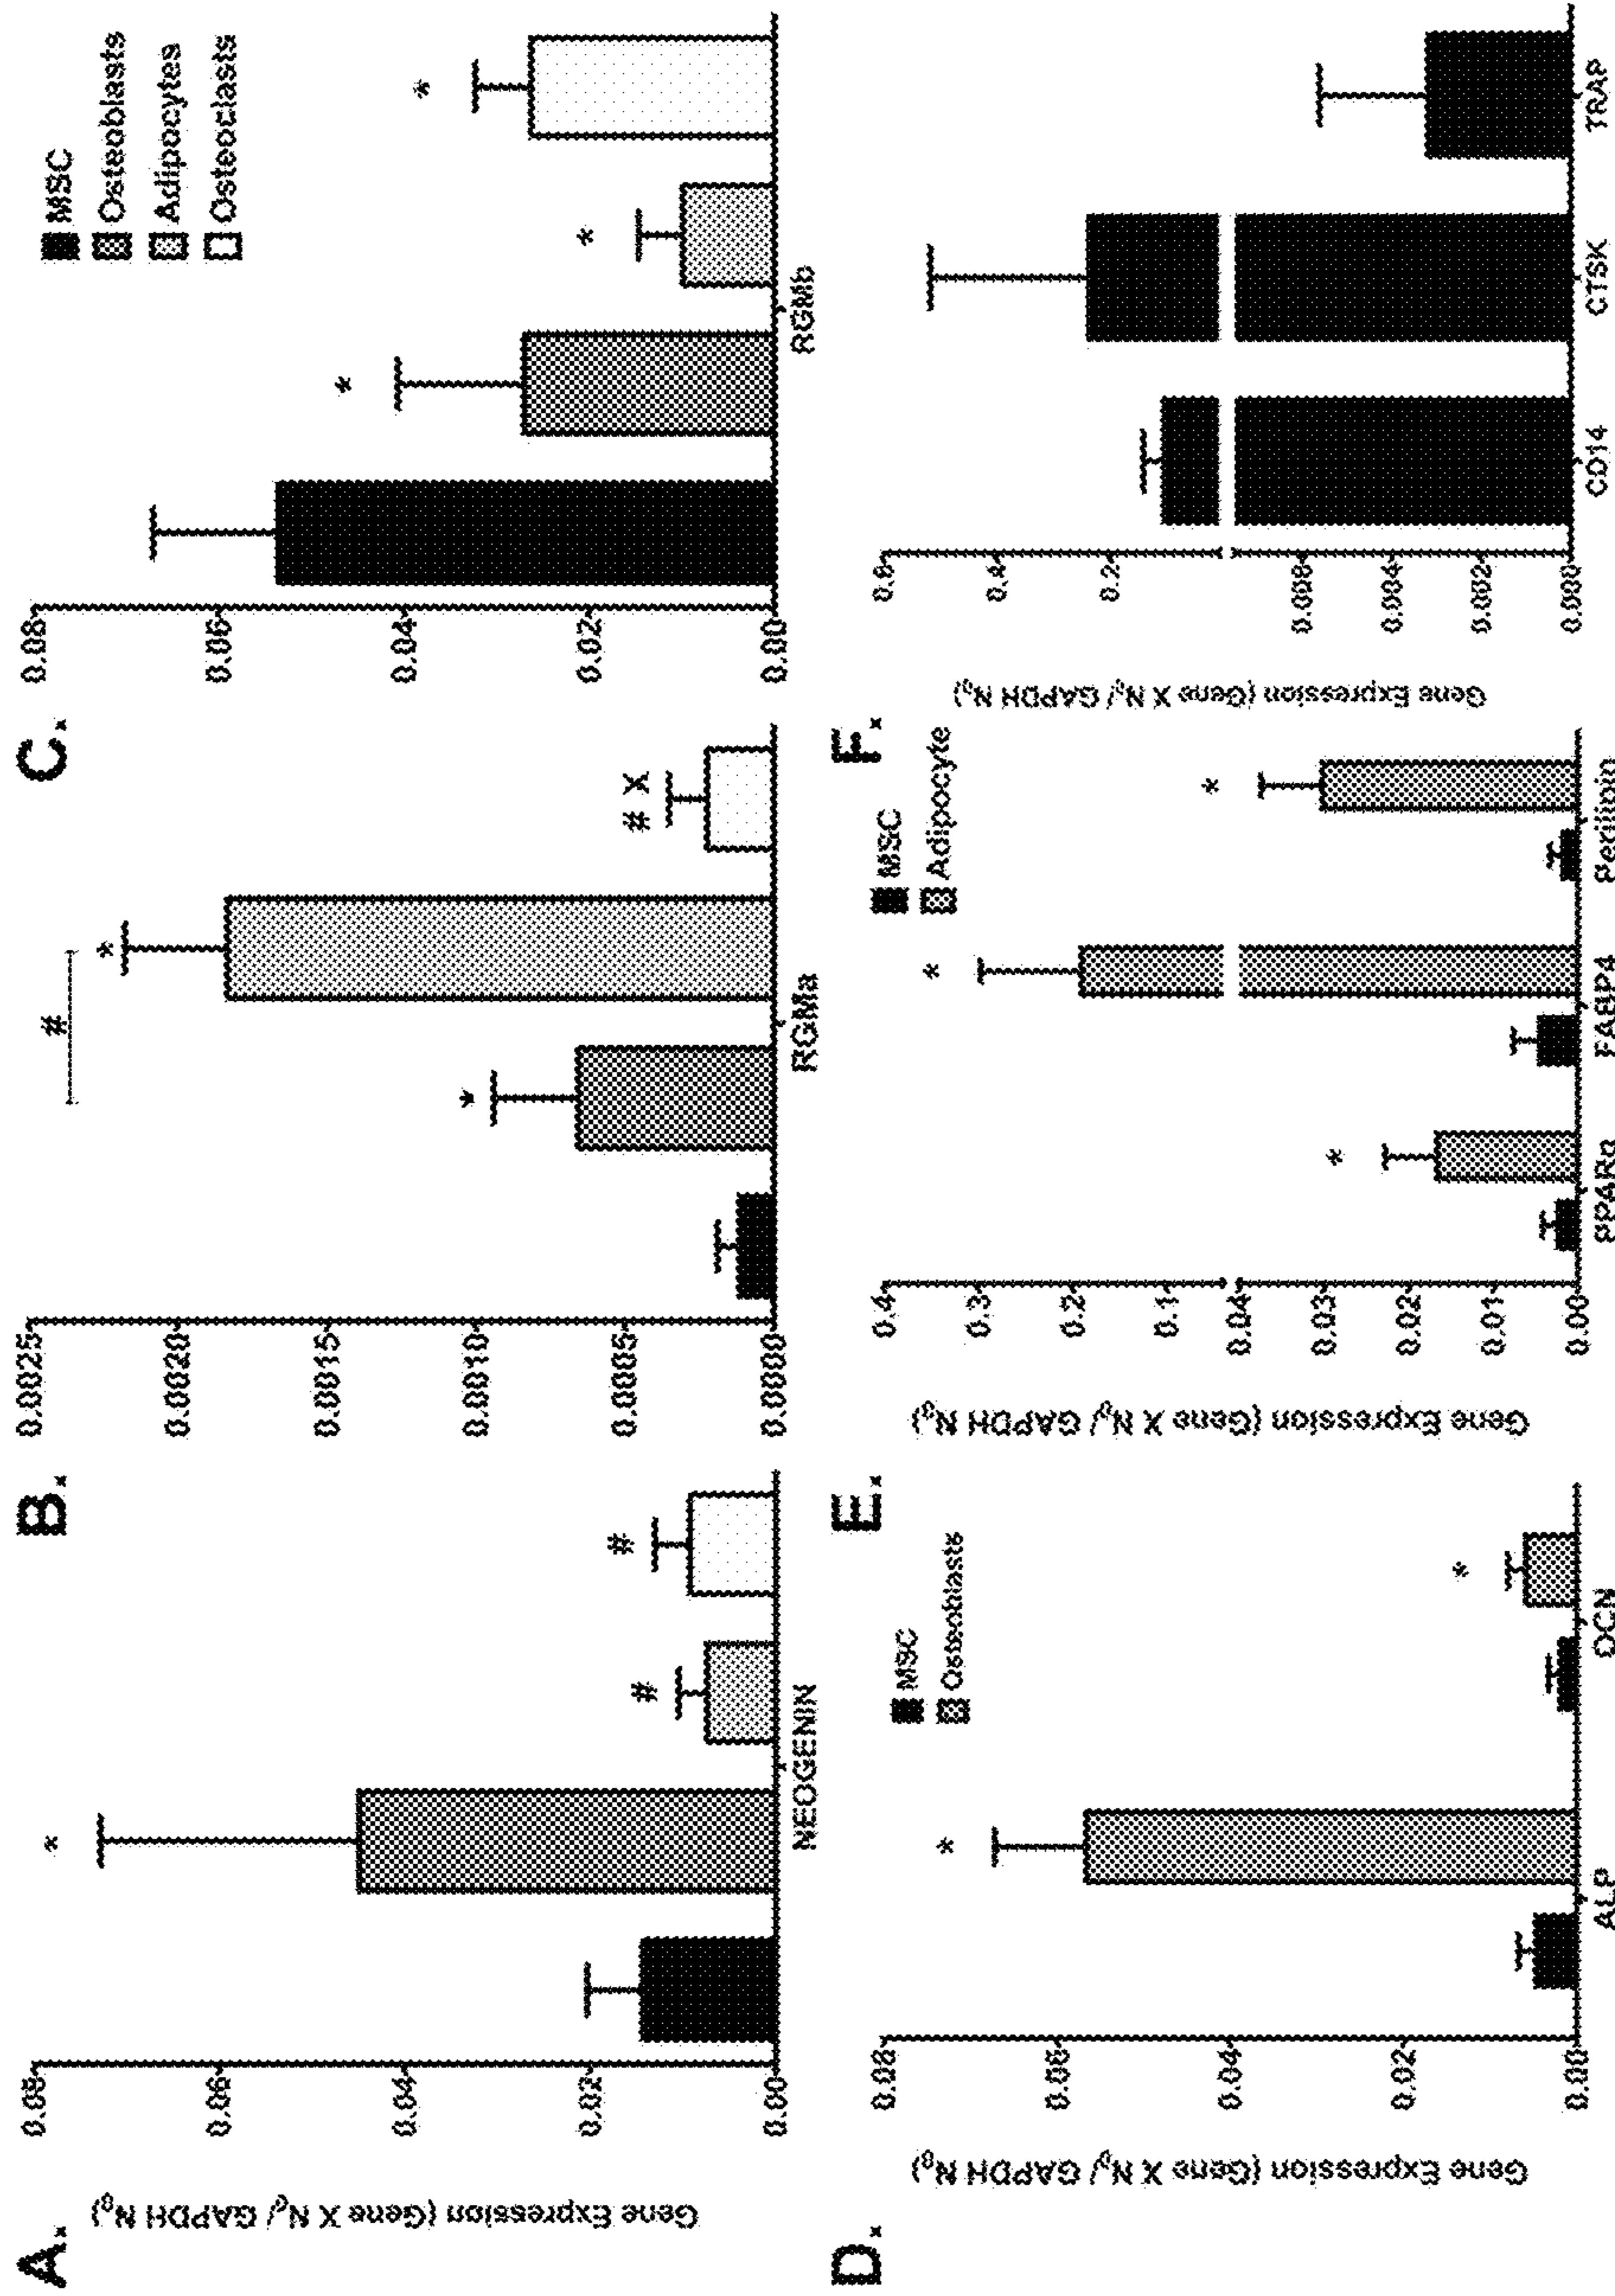 A.
Gene Expression (Gene X N₀/ GAPDH N₀)
0.08
0.06
0.04
0.02
0.00
*
#
#
NEOGENIN
B.
0.0025
0.0020
0.0015
0.0010
0.0005
0.0000
#
*
*
# X
RGMa
C.
0.08
0.06
0.04
0.02
0.00
MSC
Osteoblasts
Adipocytes
Osteoclasts
*
*
*
RGMb
D.
Gene Expression (Gene X N₀/ GAPDH N₀)
0.08
0.06
0.04
0.02
0.00
MSC
Osteoblasts
*
*
ALP OCN
E.
Gene Expression (Gene X N₀/ GAPDH N₀)
0.4
0.3
0.2
0.1
0.04
0.03
0.02
0.01
0.00
MSC
Adipocyte
*
*
*
PPARg FABP4 Perilipin
F.
Gene Expression (Gene X N₀/ GAPDH N₀)
0.6
0.4
0.2
0.006
0.004
0.002
0.000
CD14 CTSK TRAP